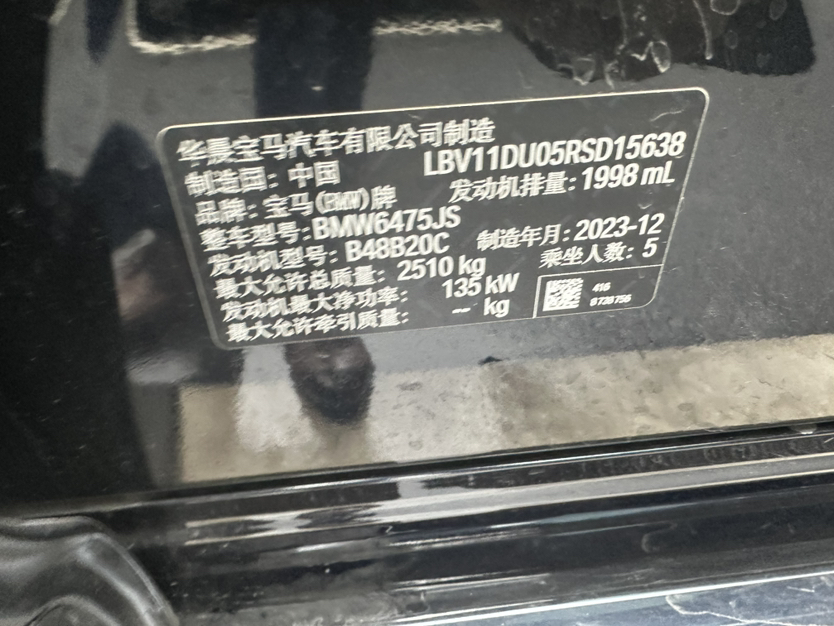 华晨宝马汽车有限公司制造
制造国：中国 LBV11DU05RSD15638
品牌：宝马(BMW)牌 发动机排量：1998 mL
整车型号：BMW6475JS
发动机型号：B48B20C 制造年月：2023-12
最大允许总质量：2510 kg 乘坐人数：5
发动机最大净功率：135 kW
最大允许牵引质量：-- kg
416
0738756